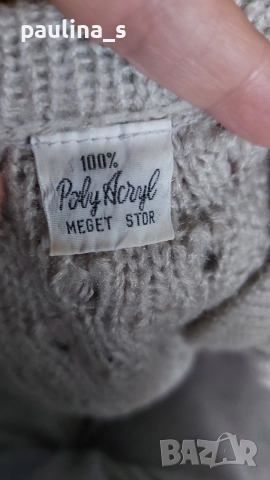 paulina_s
100%
Poly Acryl
MEGET STOR
BAZAR